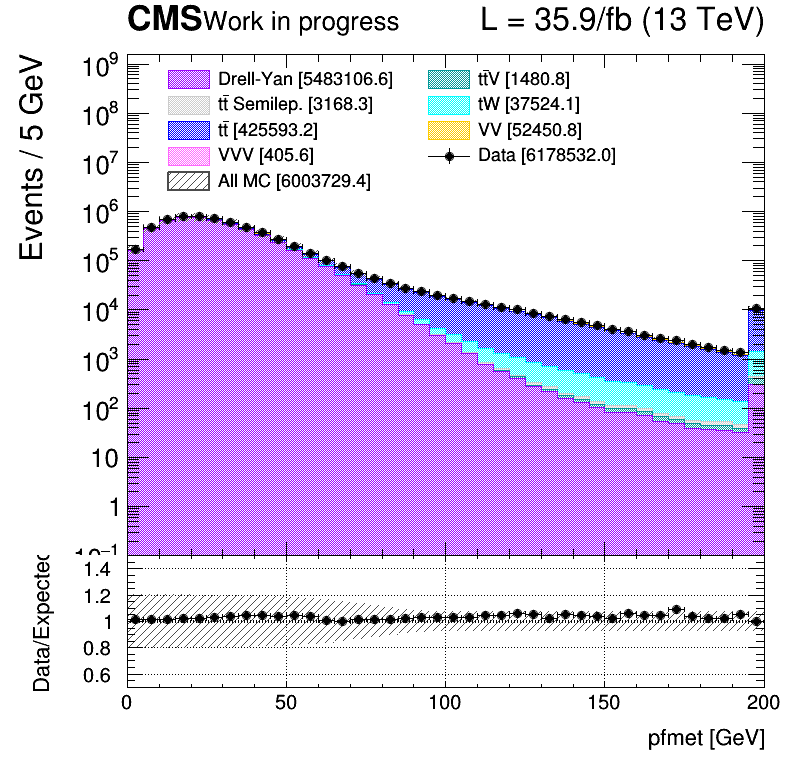 CMS Work in progress L = 35.9/fb (13 TeV)
Events / 5 GeV
10⁹
10⁸
10⁷
10⁶
10⁵
10⁴
10³
10²
10
1
10⁻¹
Drell-Yan [5483106.6]
tt̄ Semilep. [3168.3]
tt̄ [425593.2]
VVV [405.6]
All MC [6003729.4]
tt̄V [1480.8]
tW [37524.1]
VV [52450.8]
Data [6178532.0]
Data/Expected
1.4
1.2
1
0.8
0.6
0 50 100 150 200
pfmet [GeV]